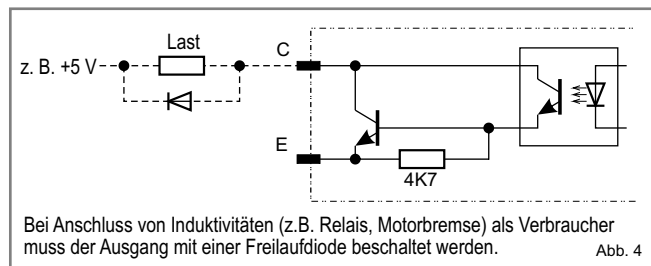 Last
C
z. B. +5 V
E
4K7
Bei Anschluss von Induktivitäten (z.B. Relais, Motorbremse) als Verbraucher
muss der Ausgang mit einer Freilaufdiode beschaltet werden.
Abb. 4